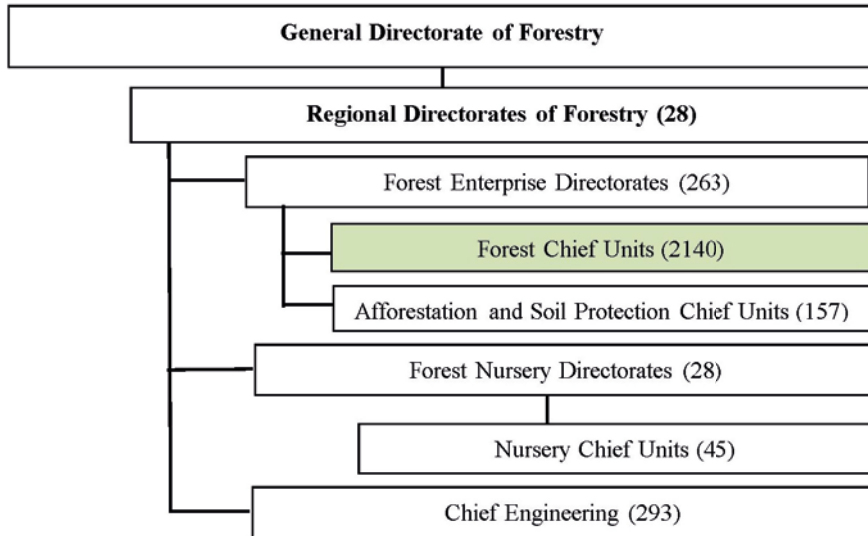 General Directorate of Forestry
Regional Directorates of Forestry (28)
Forest Enterprise Directorates (263)
Forest Chief Units (2140)
Afforestation and Soil Protection Chief Units (157)
Forest Nursery Directorates (28)
Nursery Chief Units (45)
Chief Engineering (293)